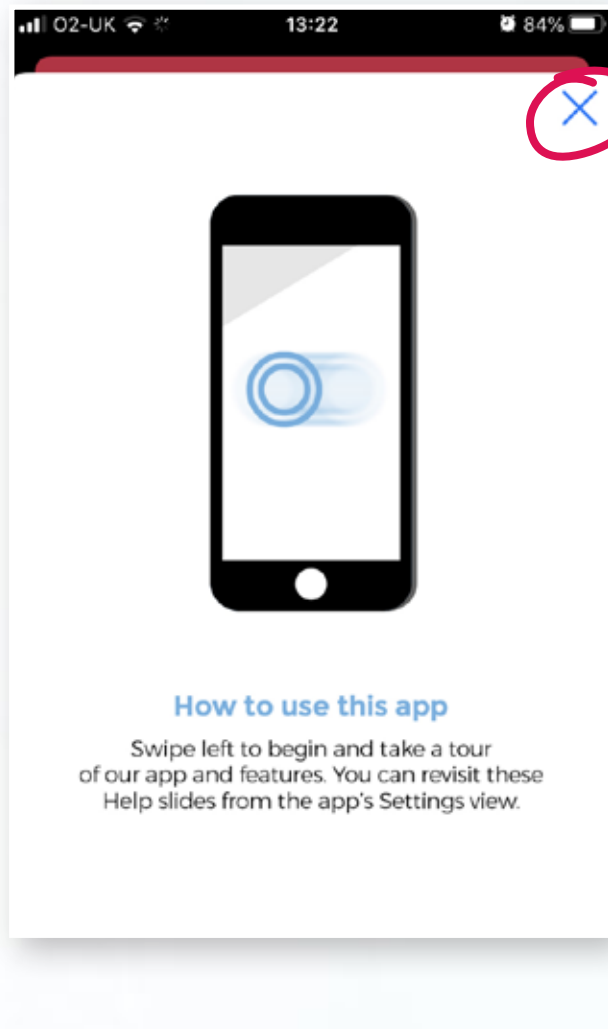 O2-UK 13:22 84%
How to use this app
Swipe left to begin and take a tour
of our app and features. You can revisit these
Help slides from the app's Settings view.